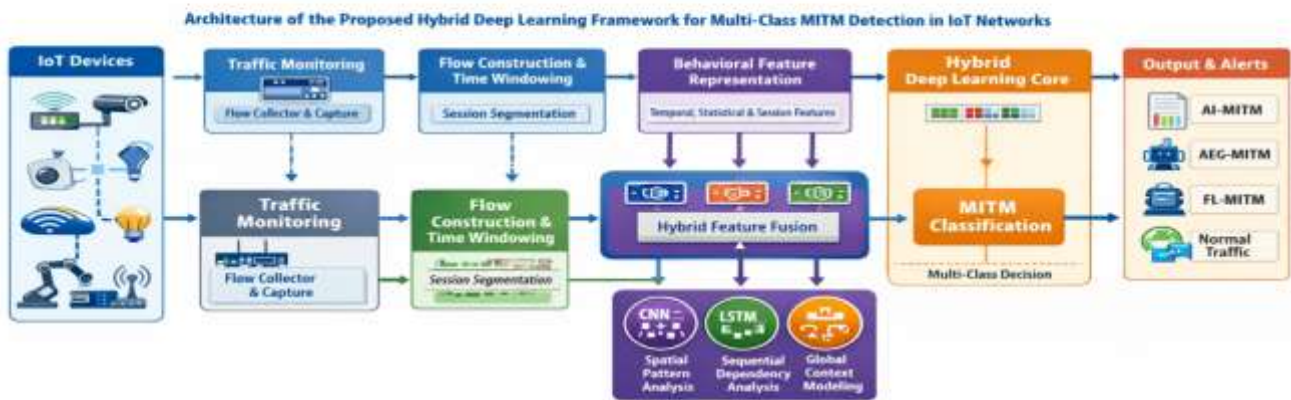 Architecture of the Proposed Hybrid Deep Learning Framework for Multi-Class MITM Detection in IoT Networks
IoT Devices
Traffic Monitoring
Flow Collector & Capture
Flow Construction &
Time Windowing
Session Segmentation
Behavioral Feature
Representation
Temporal, Statistical & Session Features
Hybrid
Deep Learning Core
Output & Alerts
AI-MITM
AEG-MITM
FL-MITM
Normal
Traffic
Traffic
Monitoring
Flow Collector
& Capture
Flow
Construction &
Time Windowing
Session Segmentation
Hybrid Feature Fusion
MITM
Classification
Multi-Class Decision
CNN
Spatial
Pattern
Analysis
LSTM
Sequential
Dependency
Analysis
Global
Context
Modeling